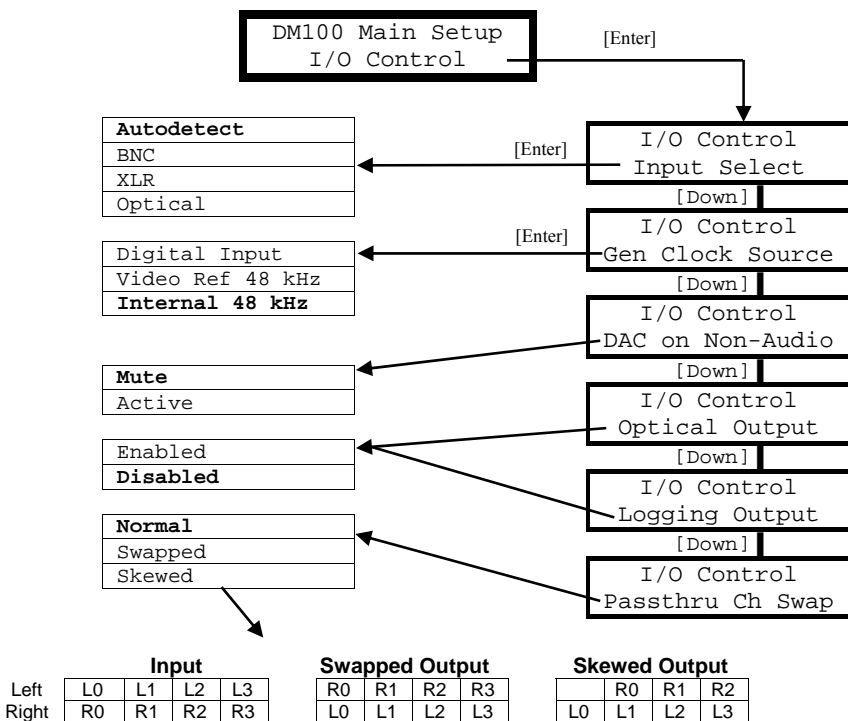 DM100 Main Setup
I/O Control
[Enter]
Autodetect
BNC
XLR
Optical
[Enter]
I/O Control
Input Select
[Down]
Digital Input
Video Ref 48 kHz
Internal 48 kHz
[Enter]
I/O Control
Gen Clock Source
[Down]
I/O Control
DAC on Non-Audio
Mute
Active
[Down]
I/O Control
Optical Output
Enabled
Disabled
[Down]
I/O Control
Logging Output
Normal
Swapped
Skewed
[Down]
I/O Control
Passthru Ch Swap
Input Swapped Output Skewed Output
Left L0 L1 L2 L3 R0 R1 R2 R3 R0 R1 R2
Right R0 R1 R2 R3 L0 L1 L2 L3 L0 L1 L2 L3